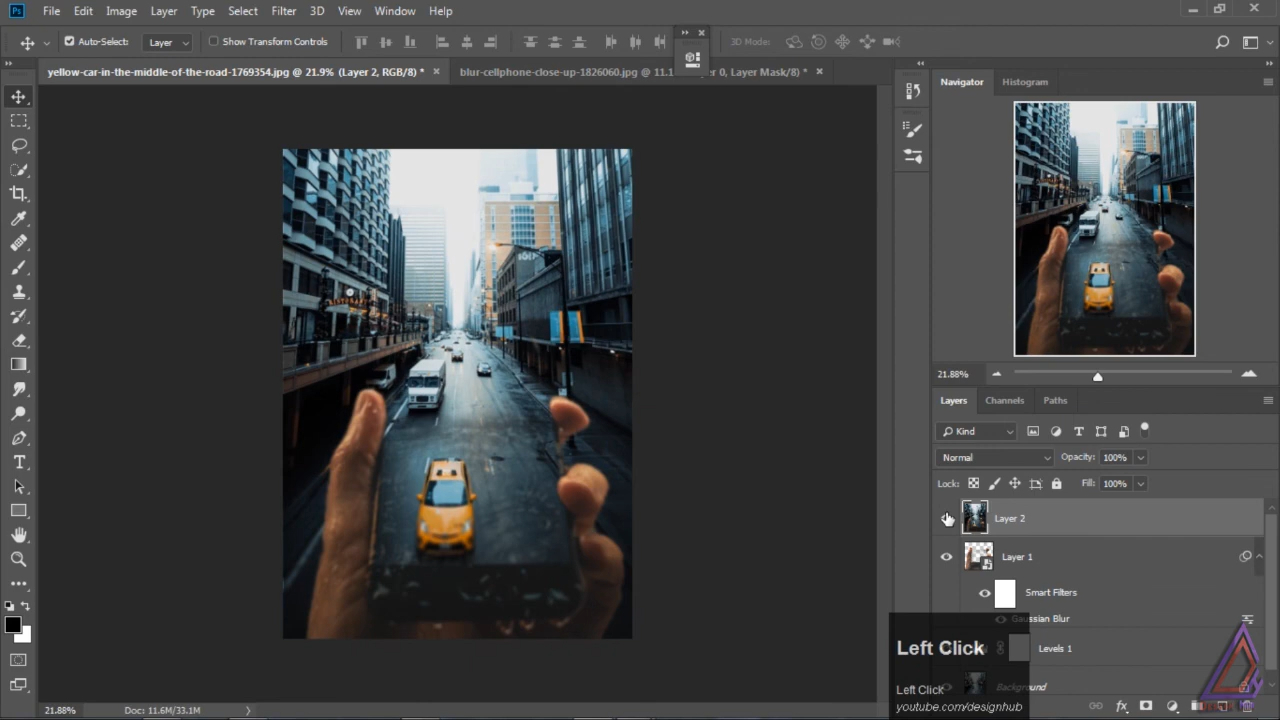 Ps File Edit Image Layer Type Select Filter 3D View Window Help
Auto-Select: Layer Show Transform Controls 3D Mode:
yellow-car-in-the-middle-of-the-road-1769354.jpg @ 21.9% (Layer 2, RGB/8) * × blur-cellphone-close-up-1826060.jpg @ 11.1 er 0, Layer Mask/8) * ×
Navigator Histogram
21.88%
Layers Channels Paths
Kind
Normal Opacity: 100%
Lock: Fill: 100%
Layer 2
Layer 1
Smart Filters
Gaussian Blur
Levels 1
Background
Left Click
Left Click
youtube.com/designhub
21.88% Doc: 11.6M/33.1M